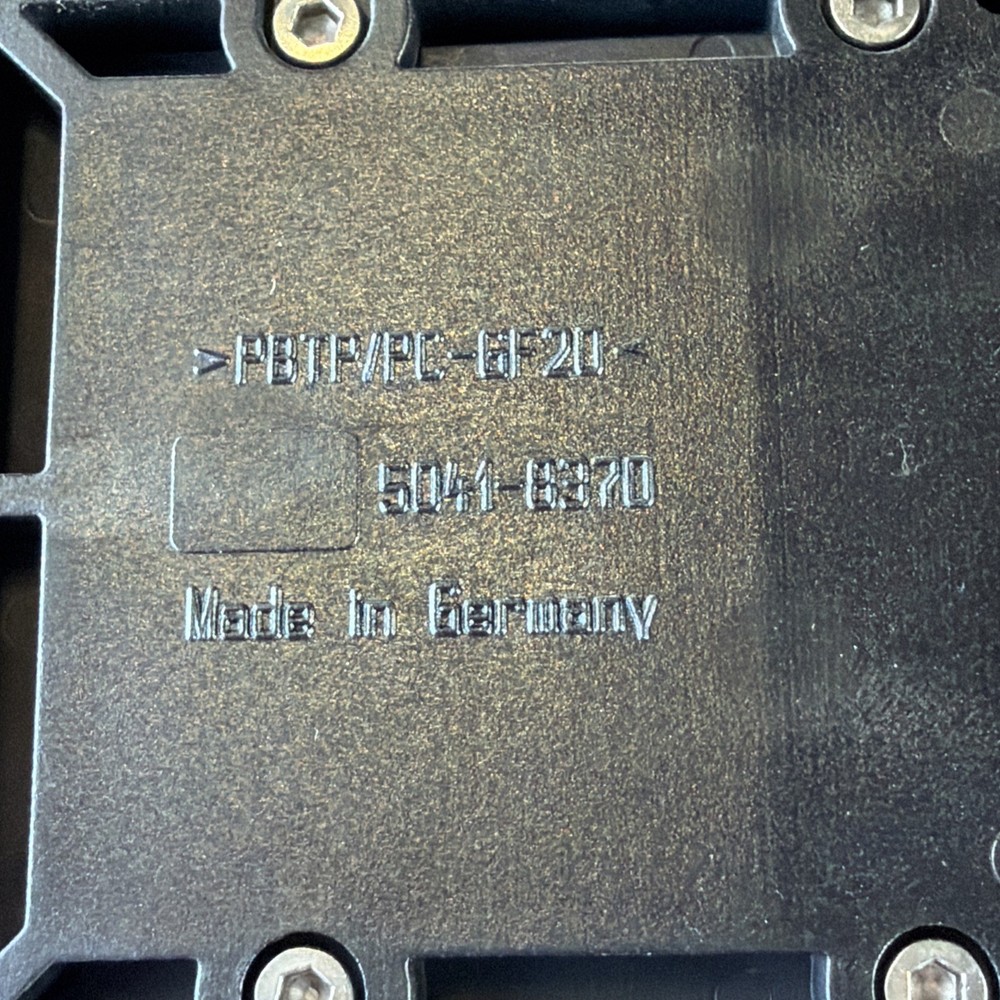 >PBTP/PC-GF20<
5041-8370
Made in Germany